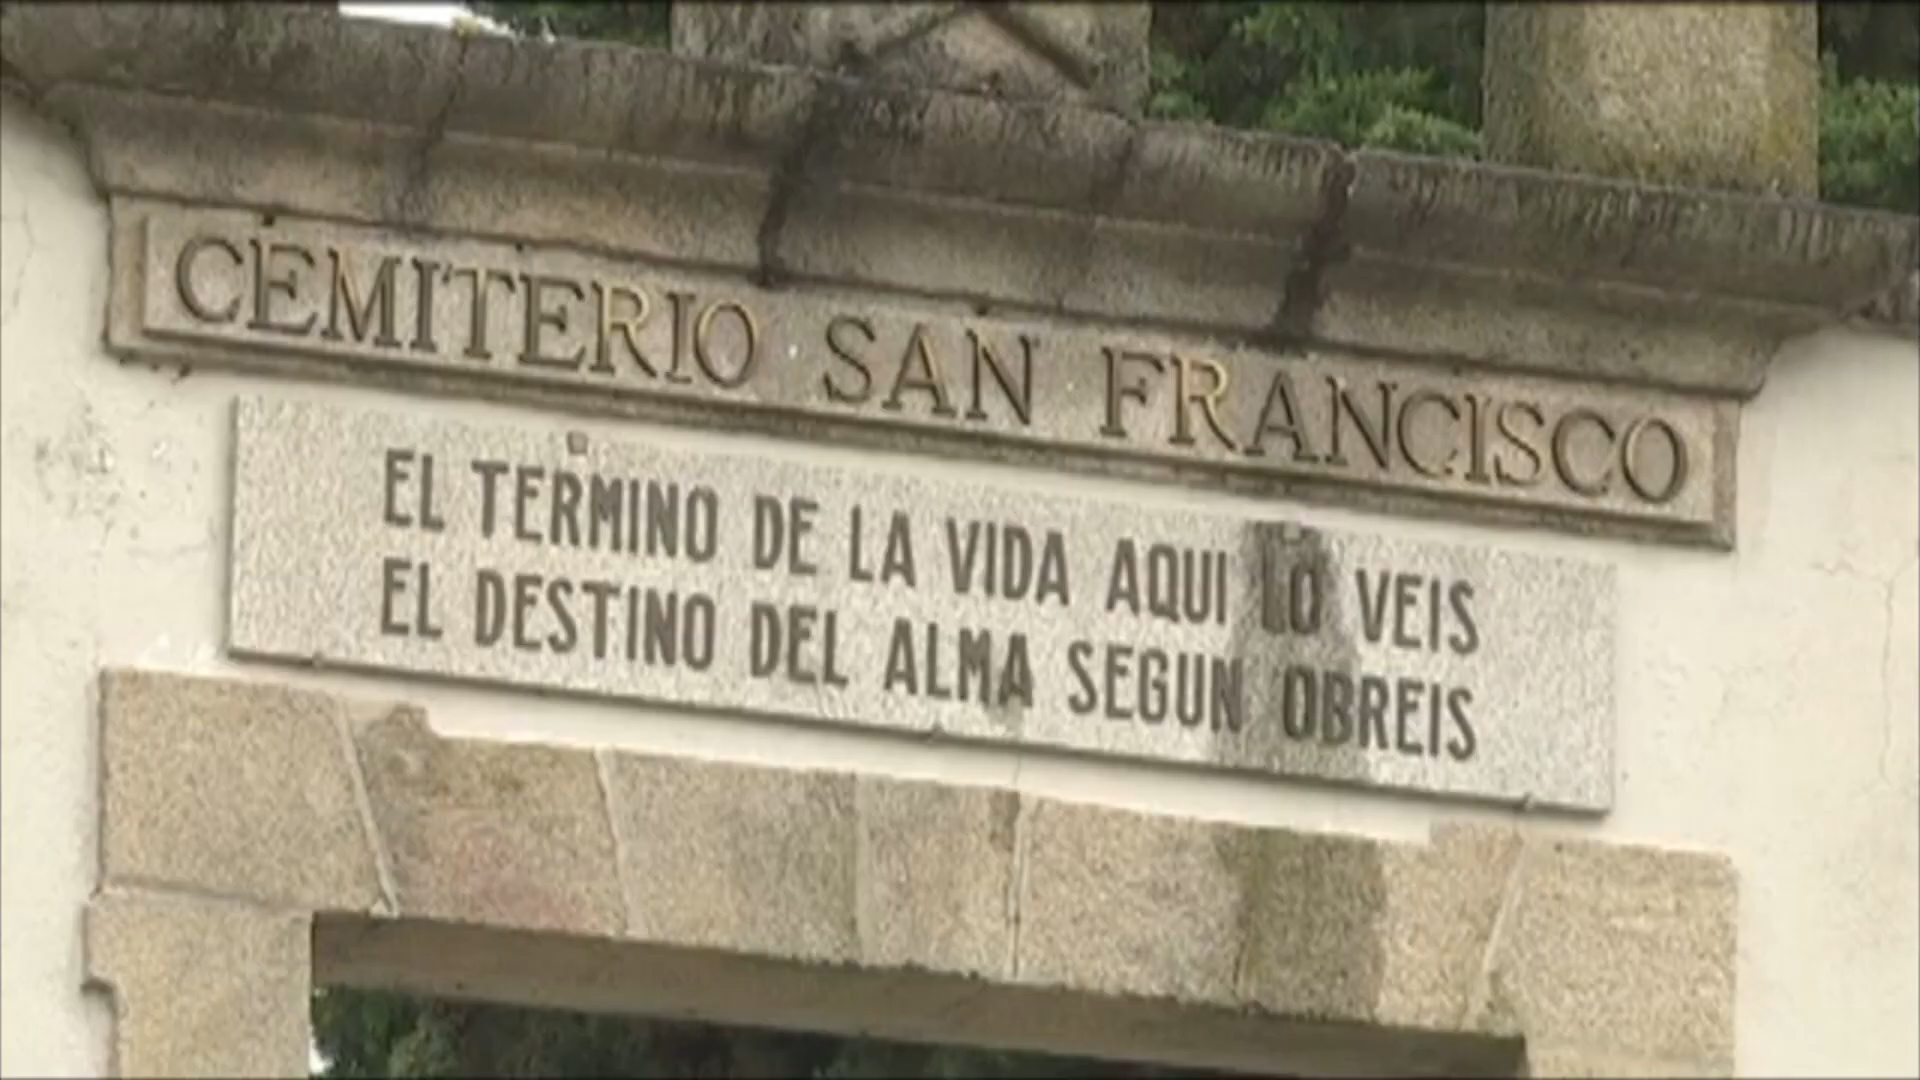 CEMITERIO SAN FRANCISCO
EL TERMINO DE LA VIDA AQUI LO VEIS
EL DESTINO DEL ALMA SEGUN OBREIS